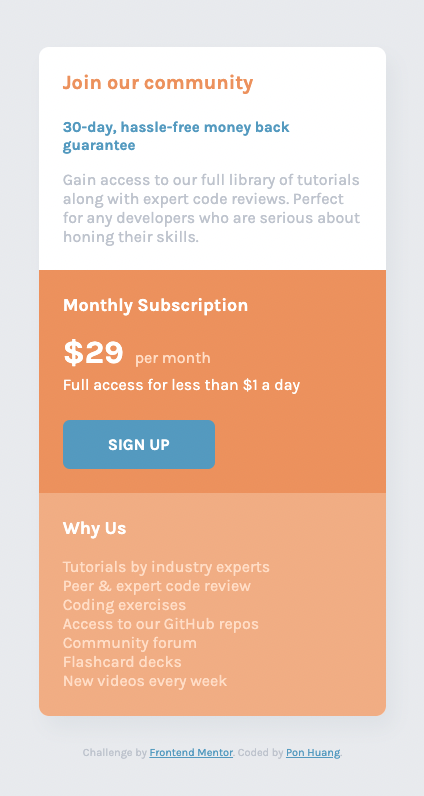 Join our community
30-day, hassle-free money back
guarantee
Gain access to our full library of tutorials
along with expert code reviews. Perfect
for any developers who are serious about
honing their skills.
Monthly Subscription
$29 per month
Full access for less than $1 a day
SIGN UP
Why Us
Tutorials by industry experts
Peer & expert code review
Coding exercises
Access to our GitHub repos
Community forum
Flashcard decks
New videos every week
Challenge by Frontend Mentor. Coded by Pon Huang.